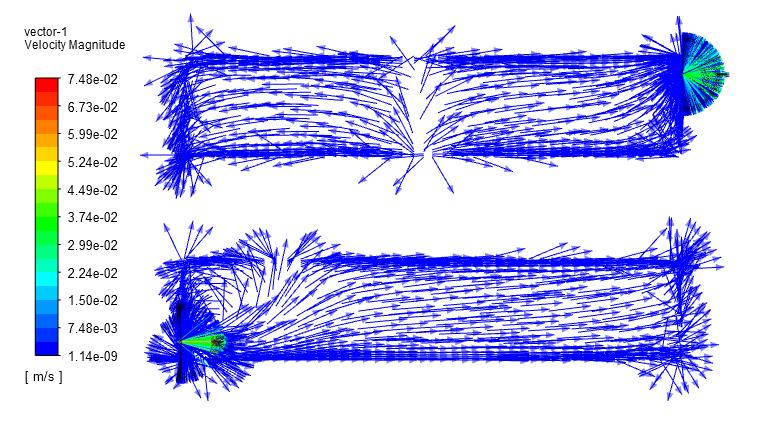 vector-1
Velocity Magnitude
7.48e-02
6.73e-02
5.99e-02
5.24e-02
4.49e-02
3.74e-02
2.99e-02
2.24e-02
1.50e-02
7.48e-03
1.14e-09
[ m/s ]